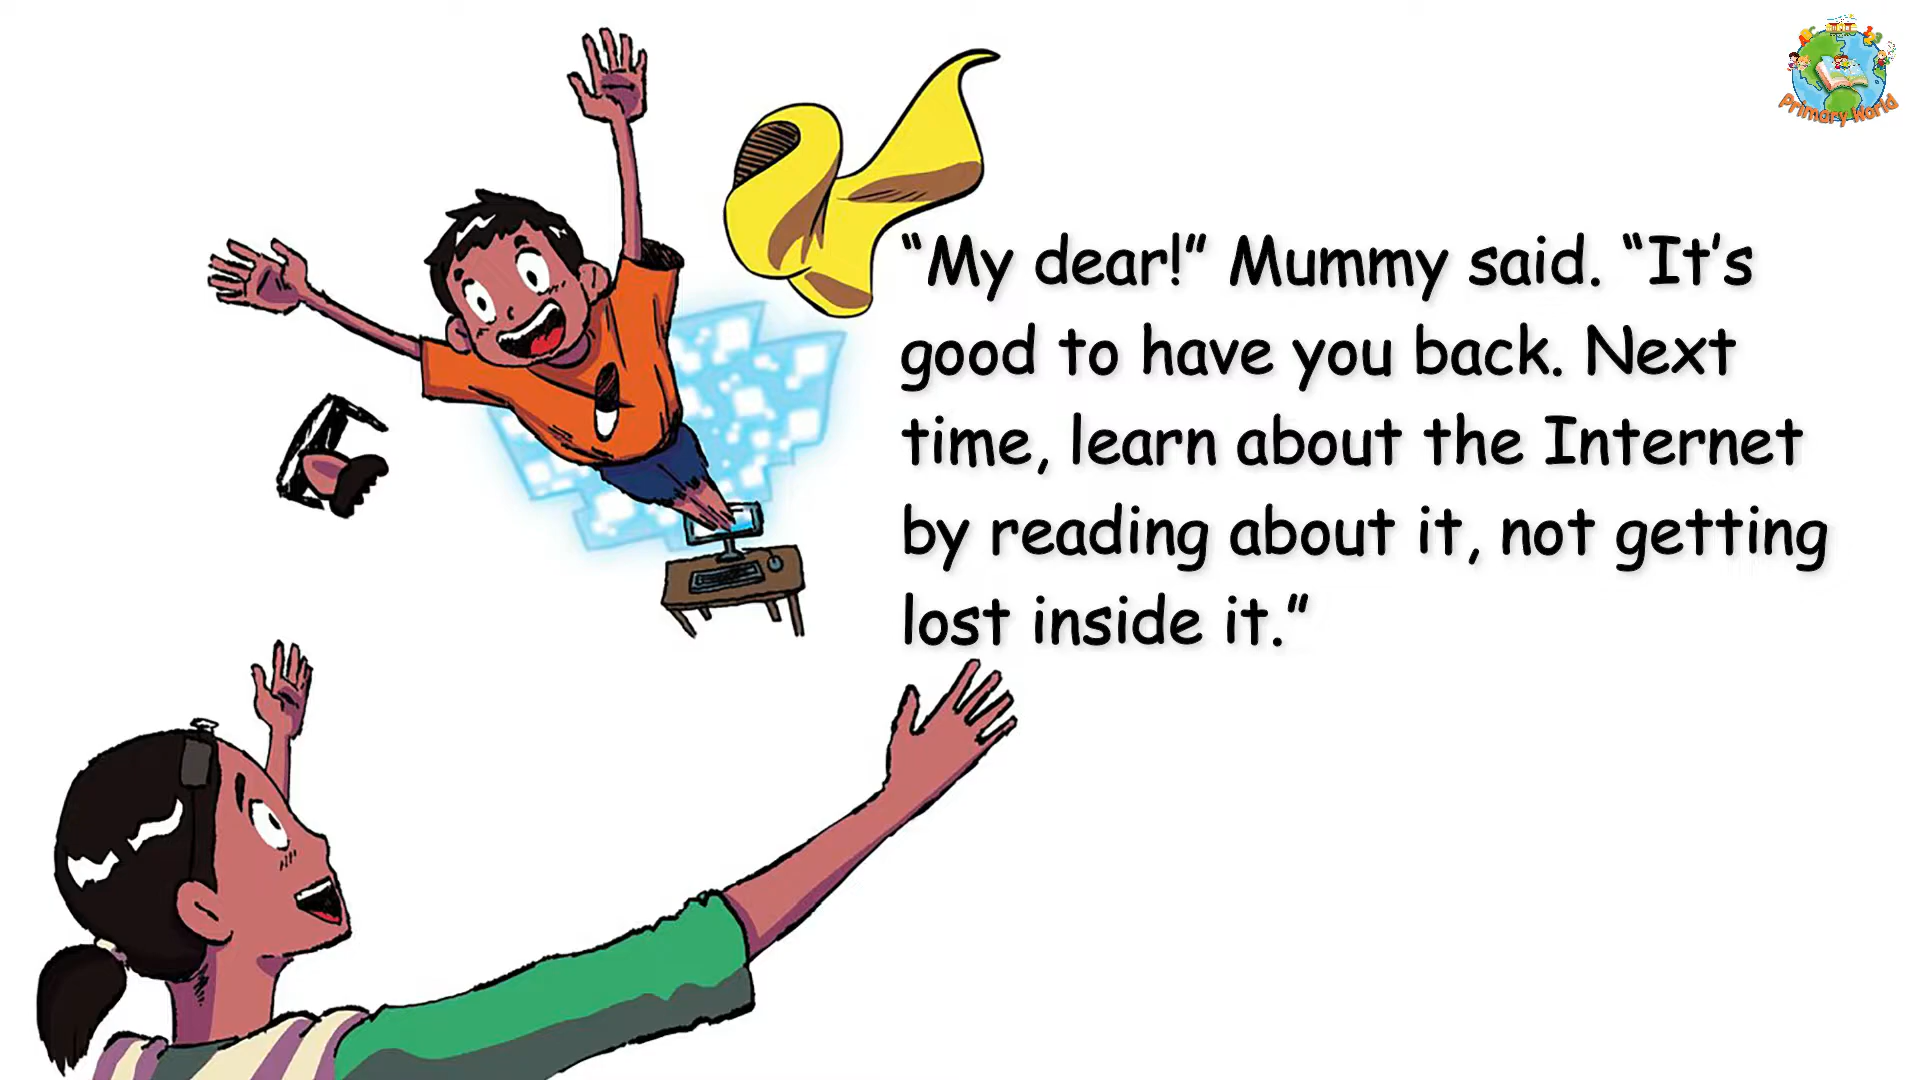 “My dear!” Mummy said. “It’s
good to have you back. Next
time, learn about the Internet
by reading about it, not getting
lost inside it.”
Primary World